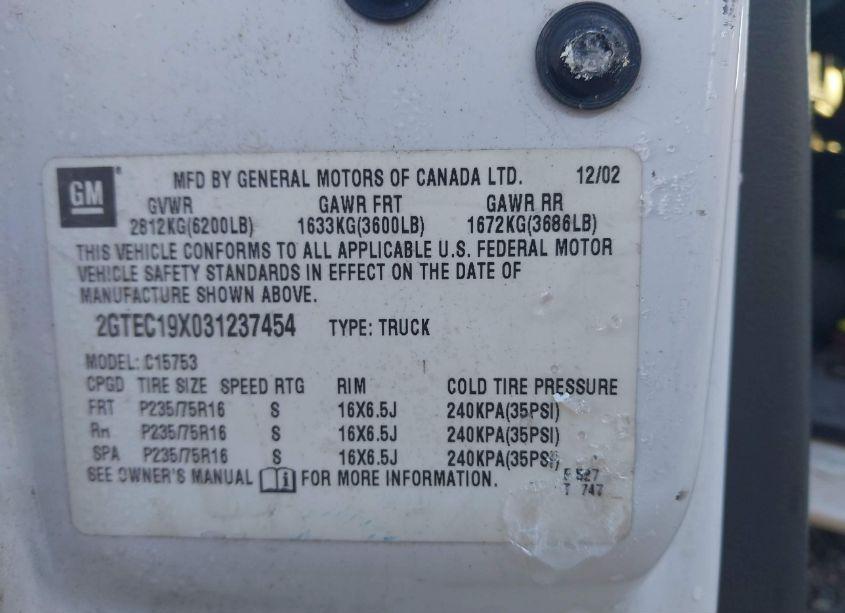 GM
MFD BY GENERAL MOTORS OF CANADA LTD. 12/02
GVWR GAWR FRT GAWR RR
2812KG(6200LB) 1633KG(3600LB) 1672KG(3686LB)
THIS VEHICLE CONFORMS TO ALL APPLICABLE U.S. FEDERAL MOTOR
VEHICLE SAFETY STANDARDS IN EFFECT ON THE DATE OF
MANUFACTURE SHOWN ABOVE.
2GTEC19X031237454 TYPE: TRUCK
MODEL: C15753
CPGD TIRE SIZE SPEED RTG RIM COLD TIRE PRESSURE
FRT P235/75R16 S 16X6.5J 240KPA(35PSI)
Rn P235/75R16 S 16X6.5J 240KPA(35PSI)
SPA P235/75R16 S 16X6.5J 240KPA(35PSI)
SEE OWNER'S MANUAL i FOR MORE INFORMATION.
527
T 747